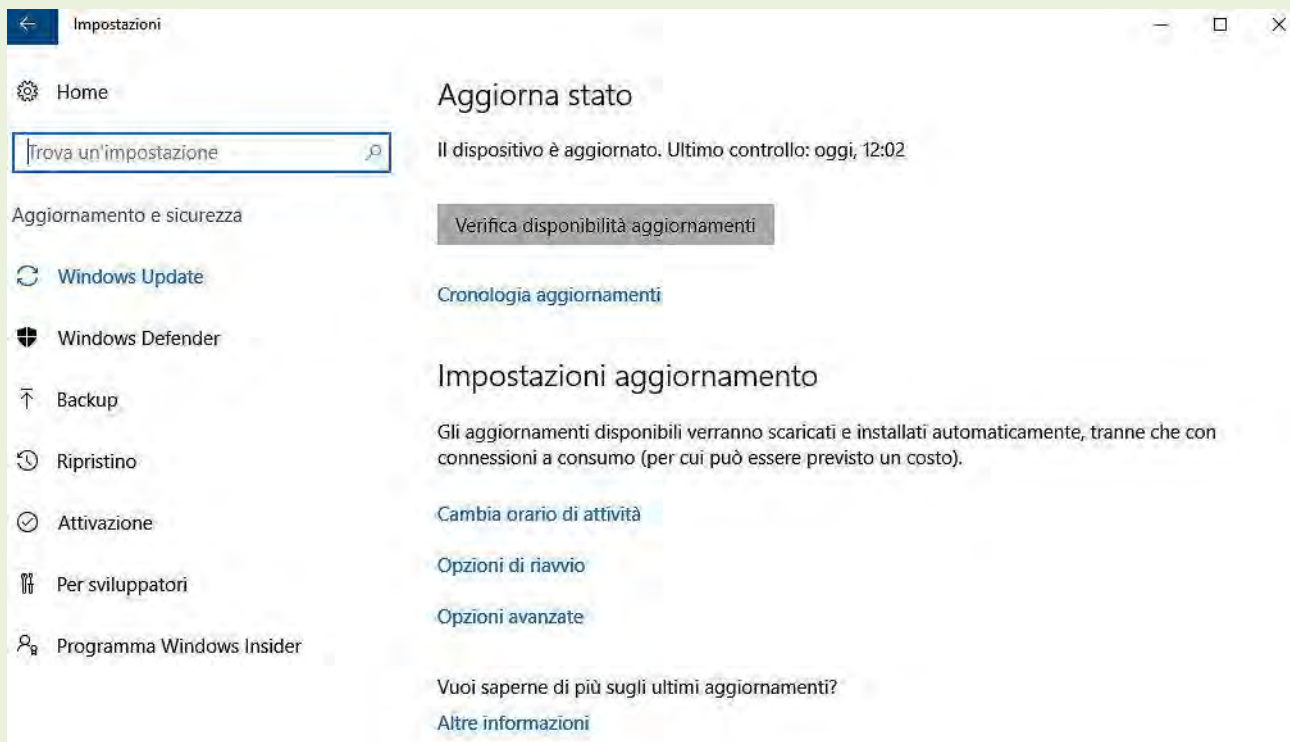 Impostazioni
Home
Trova un'impostazione
Aggiornamento e sicurezza
Windows Update
Windows Defender
Backup
Ripristino
Attivazione
Per sviluppatori
Programma Windows Insider
Aggiorna stato
Il dispositivo è aggiornato. Ultimo controllo: oggi, 12:02
Verifica disponibilità aggiornamenti
Cronologia aggiornamenti
Impostazioni aggiornamento
Gli aggiornamenti disponibili verranno scaricati e installati automaticamente, tranne che con
connessioni a consumo (per cui può essere previsto un costo).
Cambia orario di attività
Opzioni di riavvio
Opzioni avanzate
Vuoi saperne di più sugli ultimi aggiornamenti?
Altre informazioni